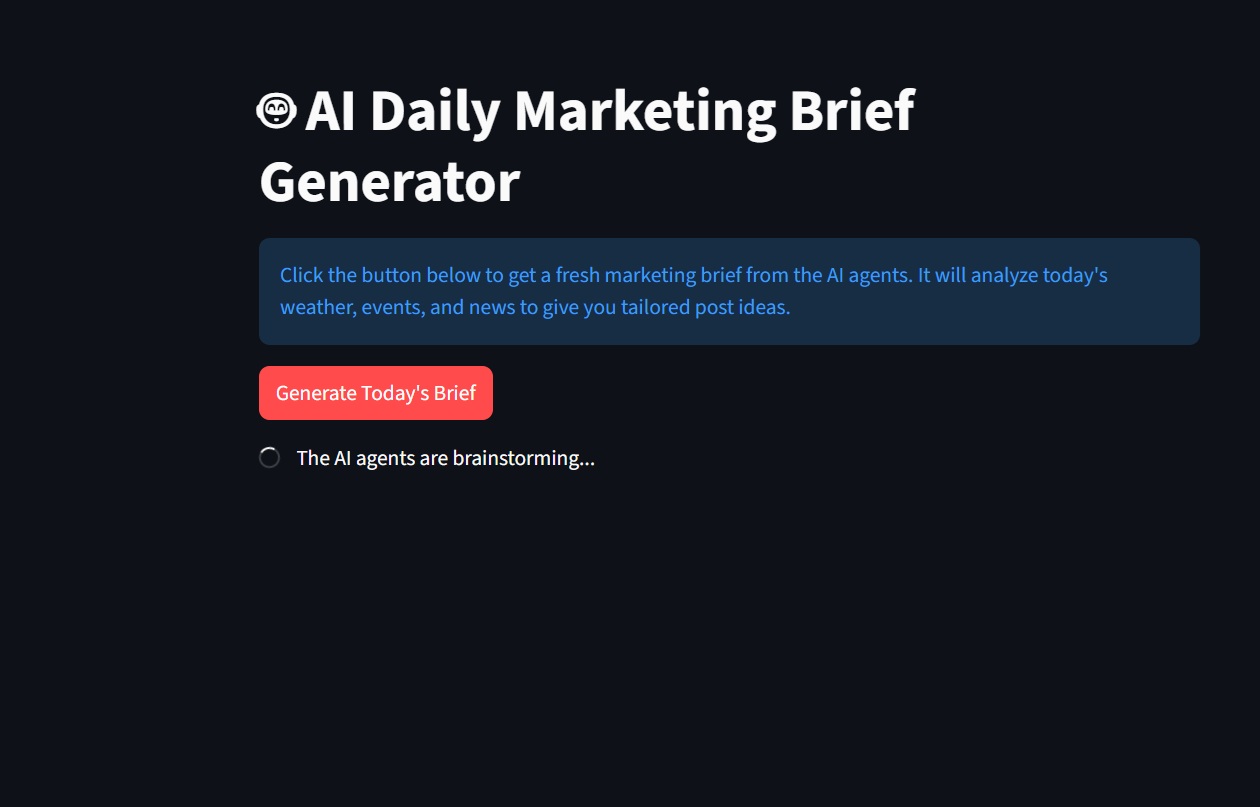 AI Daily Marketing Brief
Generator
Click the button below to get a fresh marketing brief from the AI agents. It will analyze today's
weather, events, and news to give you tailored post ideas.
Generate Today's Brief
The AI agents are brainstorming...